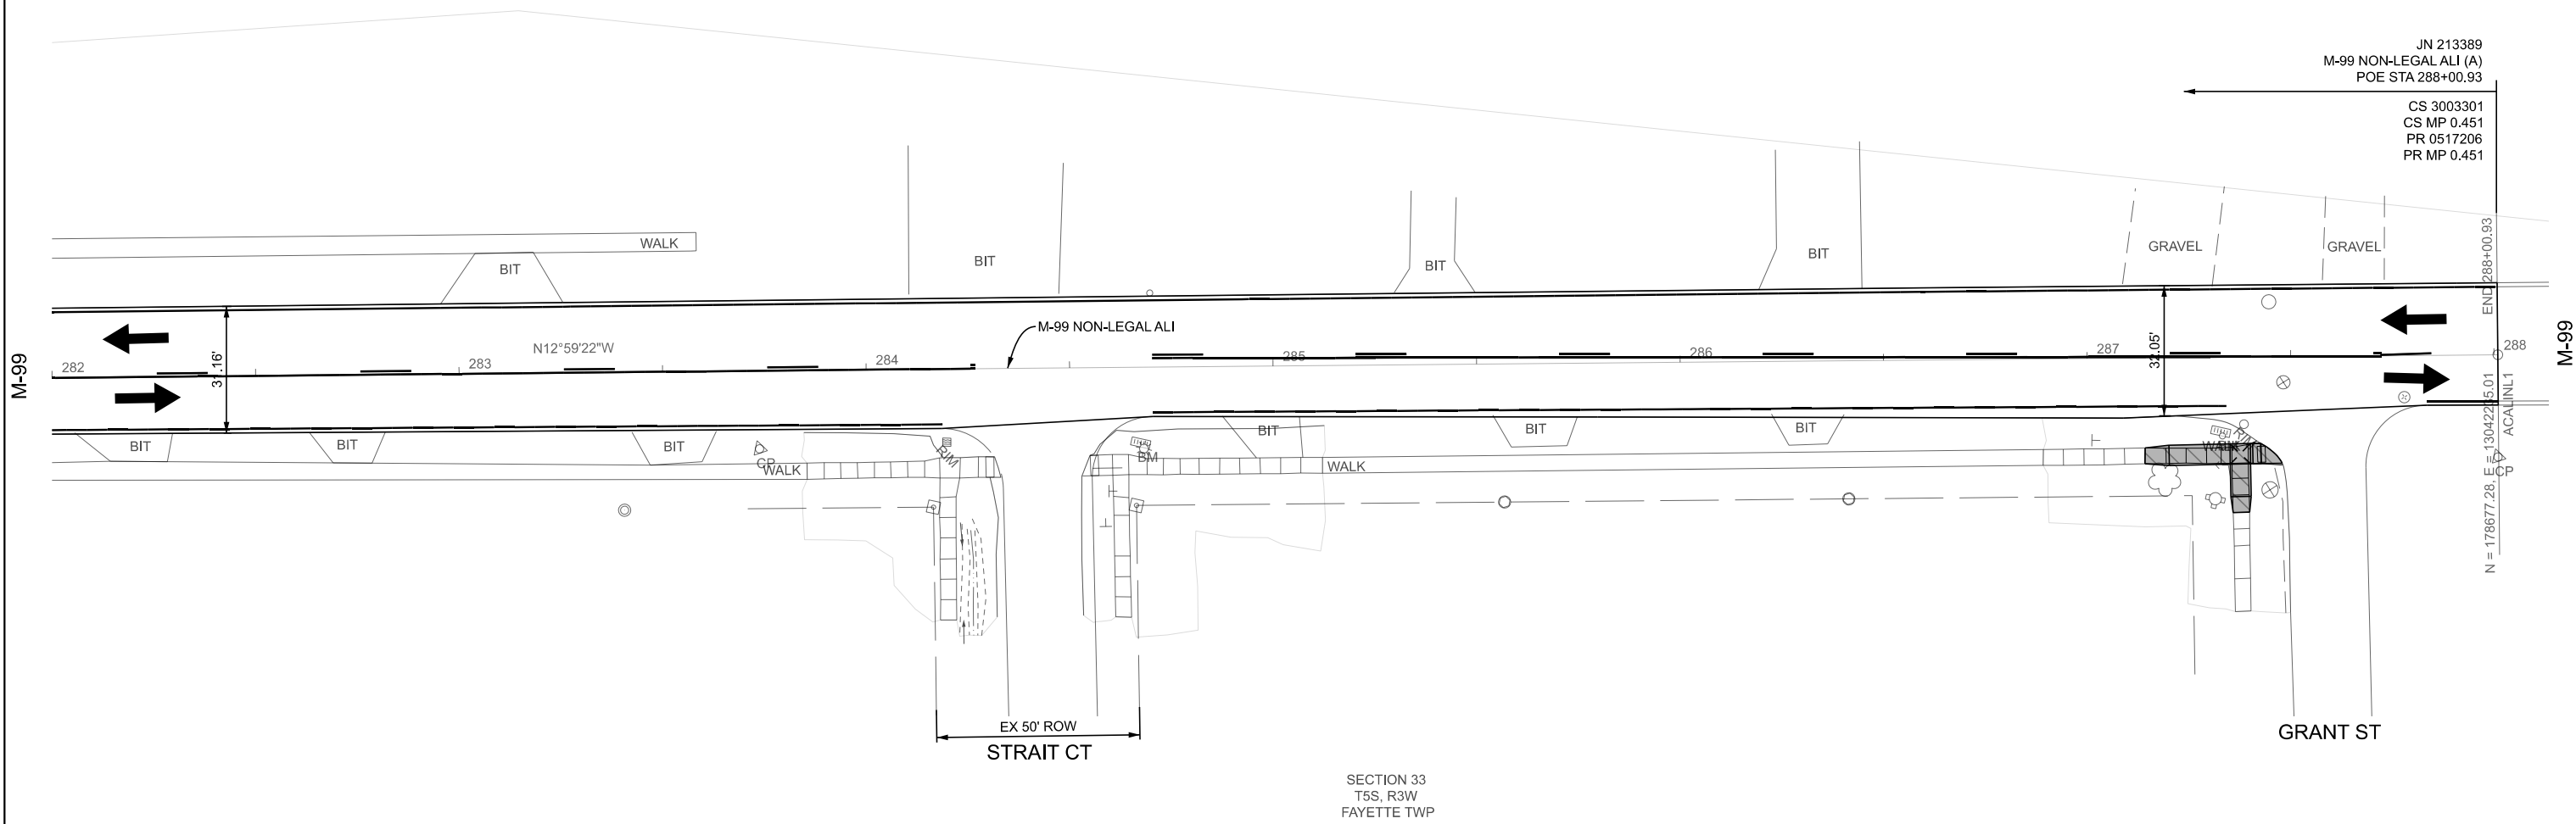 JN 213389
M-99 NON-LEGAL ALI (A)
POE STA 288+00.93
CS 3003301
CS MP 0.451
PR 0517206
PR MP 0.451
WALK
BIT
BIT
BIT
BIT
GRAVEL
GRAVEL
END 288+00.93
M-99
31.16'
282
N12°59'22"W
283
284
M-99 NON-LEGAL ALI
285
286
287
32.05'
288
M-99
BIT
BIT
BIT
CP
WALK
RIM
BM
BIT
WALK
BIT
BIT
WALK
RIM
ACALINL1
CP
EX 50' ROW
STRAIT CT
GRANT ST
SECTION 33
T5S, R3W
FAYETTE TWP